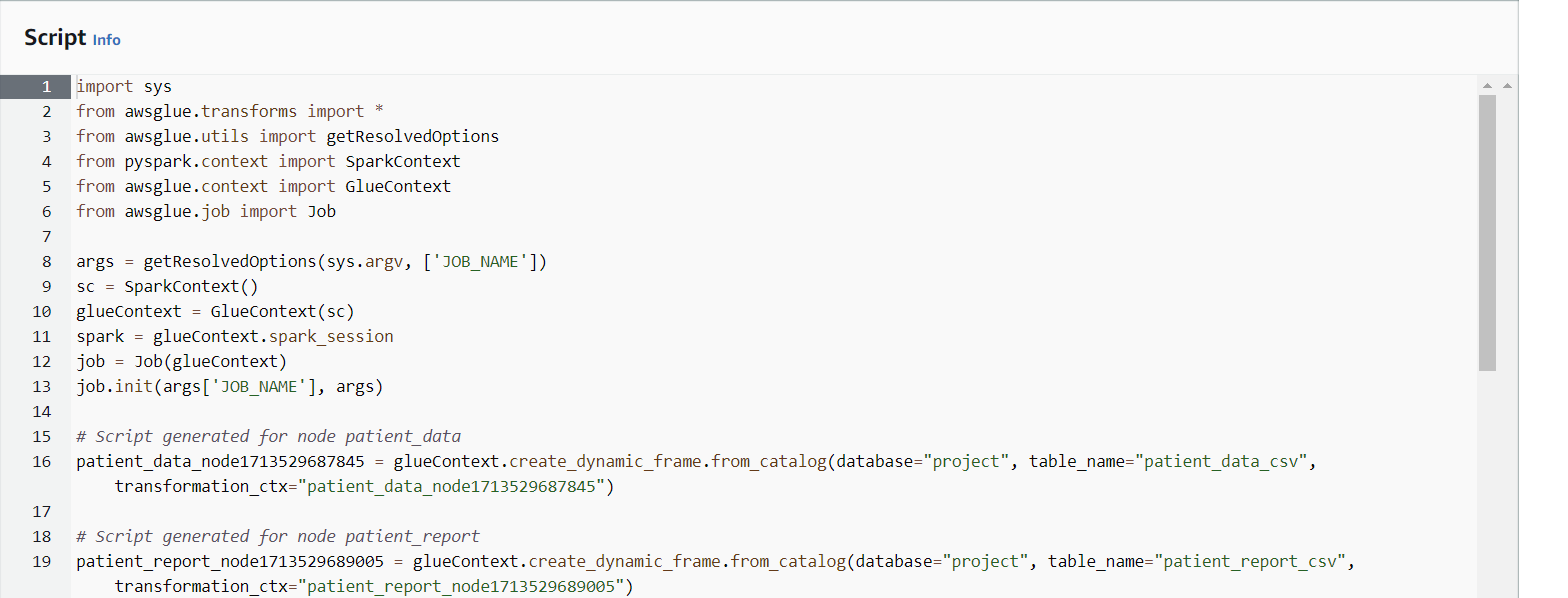 Script Info
1 import sys
2 from awsglue.transforms import *
3 from awsglue.utils import getResolvedOptions
4 from pyspark.context import SparkContext
5 from awsglue.context import GlueContext
6 from awsglue.job import Job
7
8 args = getResolvedOptions(sys.argv, ['JOB_NAME'])
9 sc = SparkContext()
10 glueContext = GlueContext(sc)
11 spark = glueContext.spark_session
12 job = Job(glueContext)
13 job.init(args['JOB_NAME'], args)
14
15 # Script generated for node patient_data
16 patient_data_node1713529687845 = glueContext.create_dynamic_frame.from_catalog(database="project", table_name="patient_data_csv",
transformation_ctx="patient_data_node1713529687845")
17
18 # Script generated for node patient_report
19 patient_report_node1713529689005 = glueContext.create_dynamic_frame.from_catalog(database="project", table_name="patient_report_csv",
transformation_ctx="patient_report_node1713529689005")